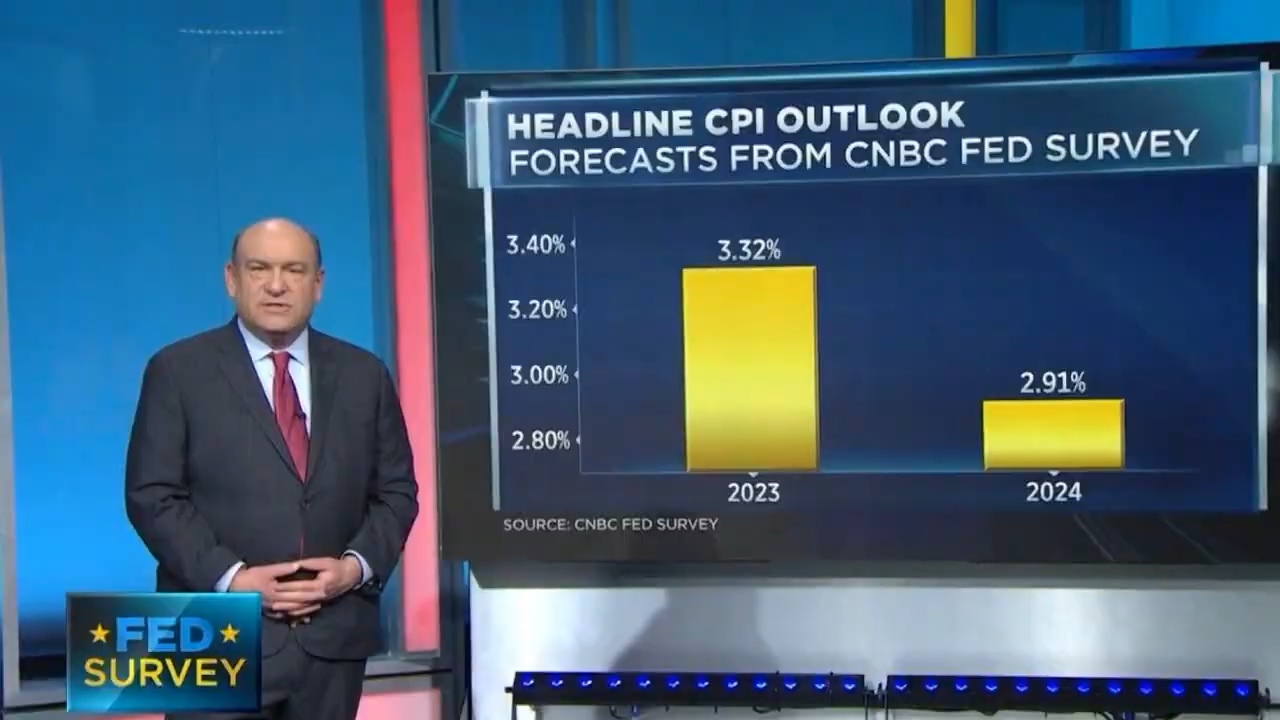 HEADLINE CPI OUTLOOK
FORECASTS FROM CNBC FED SURVEY
3.40%
3.20%
3.00%
2.80%
3.32%
2.91%
2023
2024
SOURCE: CNBC FED SURVEY
FED
SURVEY